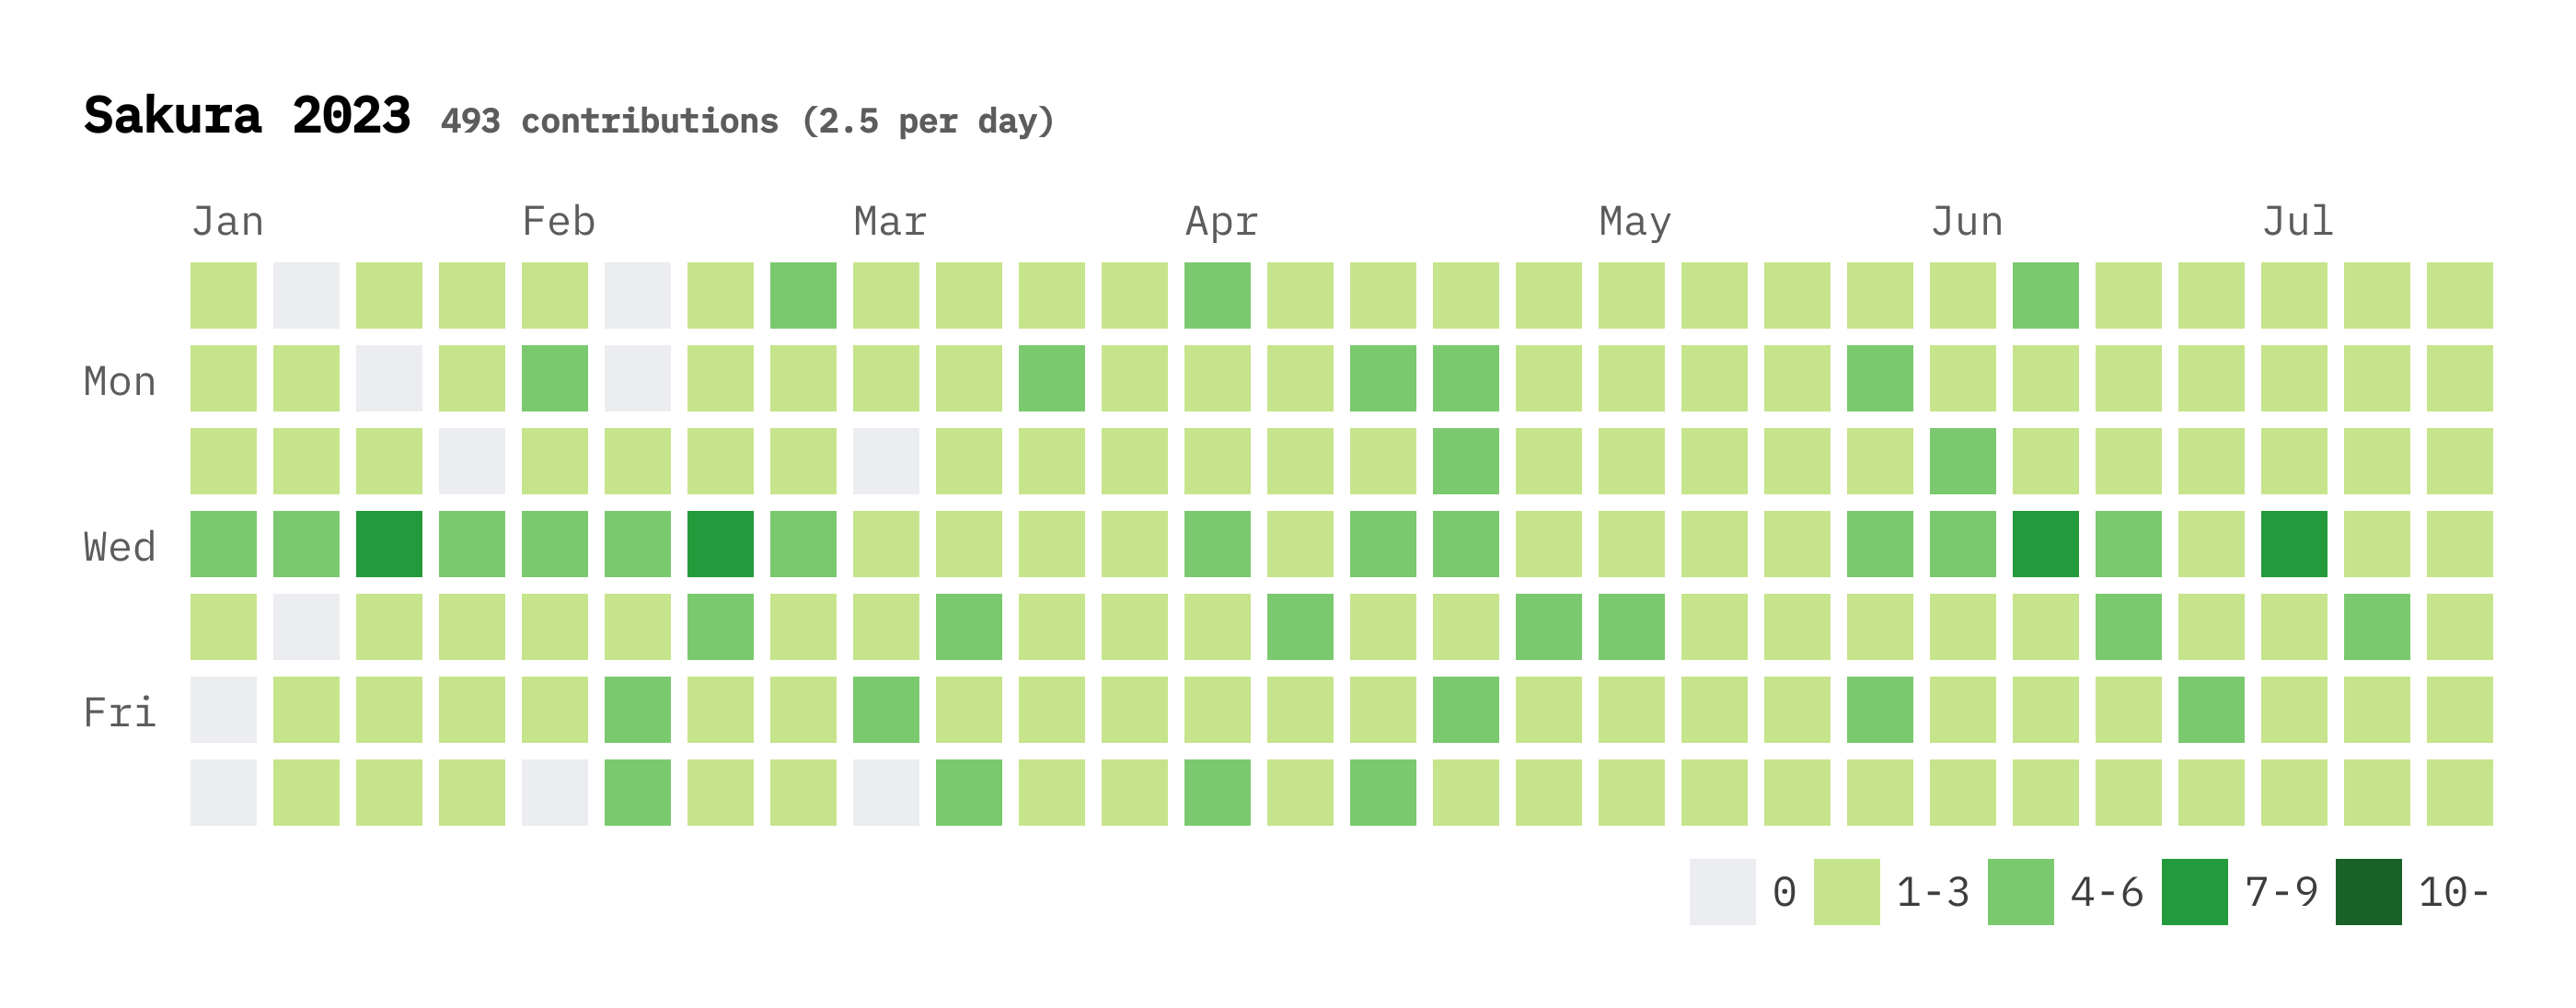 Sakura 2023 493 contributions (2.5 per day)
Jan Feb Mar Apr May Jun Jul
Mon
Wed
Fri
0 1-3 4-6 7-9 10-